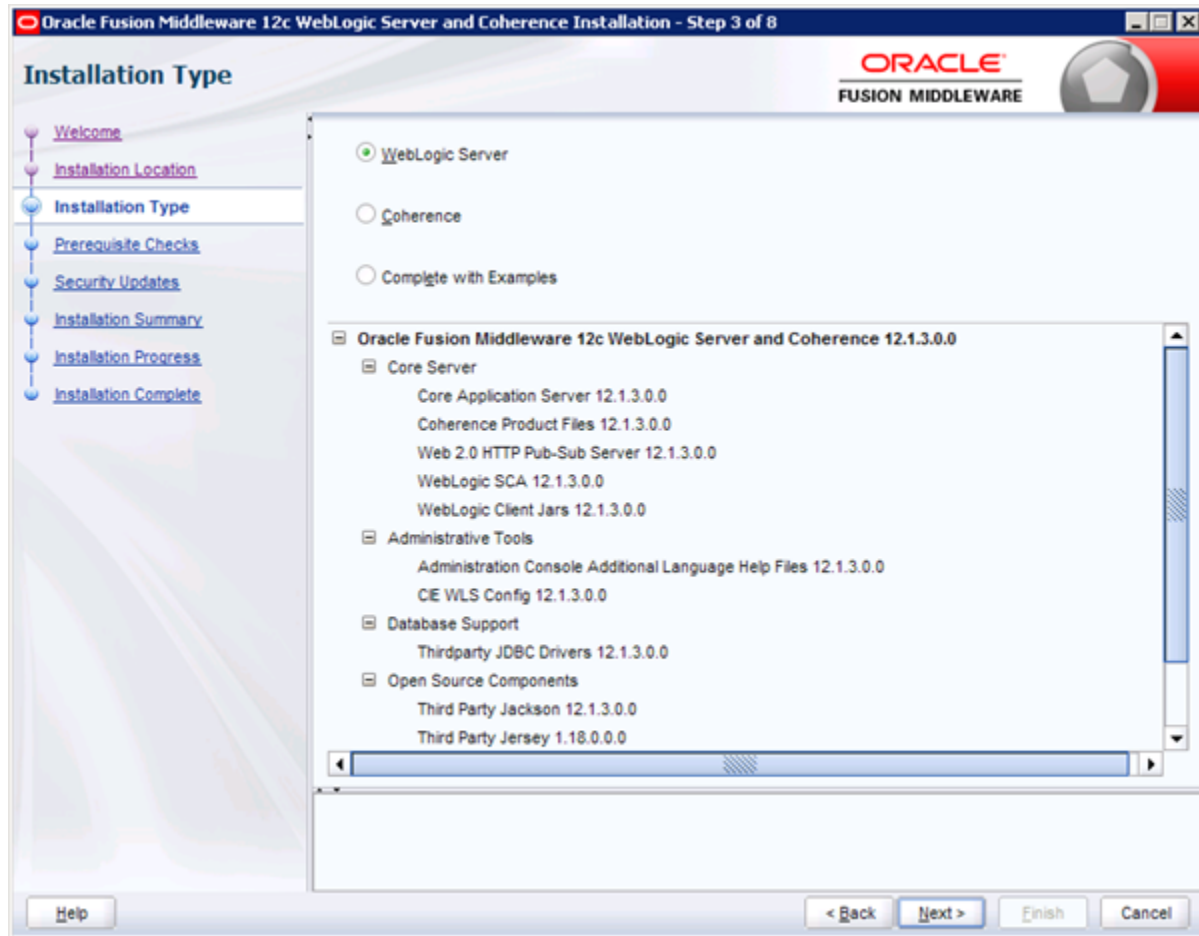 Oracle Fusion Middleware 12c WebLogic Server and Coherence Installation - Step 3 of 8
Installation Type
ORACLE
FUSION MIDDLEWARE
Welcome
Installation Location
Installation Type
Prerequisite Checks
Security Updates
Installation Summary
Installation Progress
Installation Complete
WebLogic Server
Coherence
Complete with Examples
Oracle Fusion Middleware 12c WebLogic Server and Coherence 12.1.3.0.0
Core Server
Core Application Server 12.1.3.0.0
Coherence Product Files 12.1.3.0.0
Web 2.0 HTTP Pub-Sub Server 12.1.3.0.0
WebLogic SCA 12.1.3.0.0
WebLogic Client Jars 12.1.3.0.0
Administrative Tools
Administration Console Additional Language Help Files 12.1.3.0.0
CIE WLS Config 12.1.3.0.0
Database Support
Thirdparty JDBC Drivers 12.1.3.0.0
Open Source Components
Third Party Jackson 12.1.3.0.0
Third Party Jersey 1.18.0.0.0
Help
< Back
Next >
Finish
Cancel